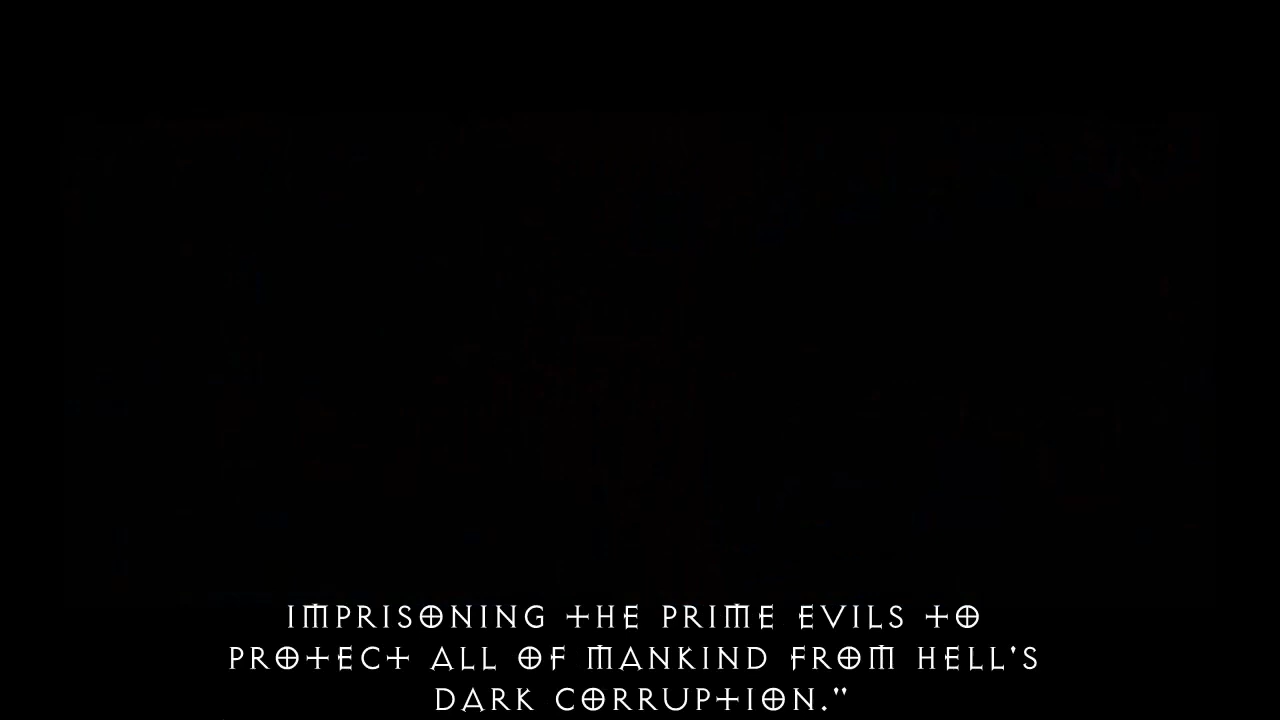 IMPRISONING THE PRIME EVILS TO
PROTECT ALL OF MANKIND FROM HELL'S
DARK CORRUPTION."